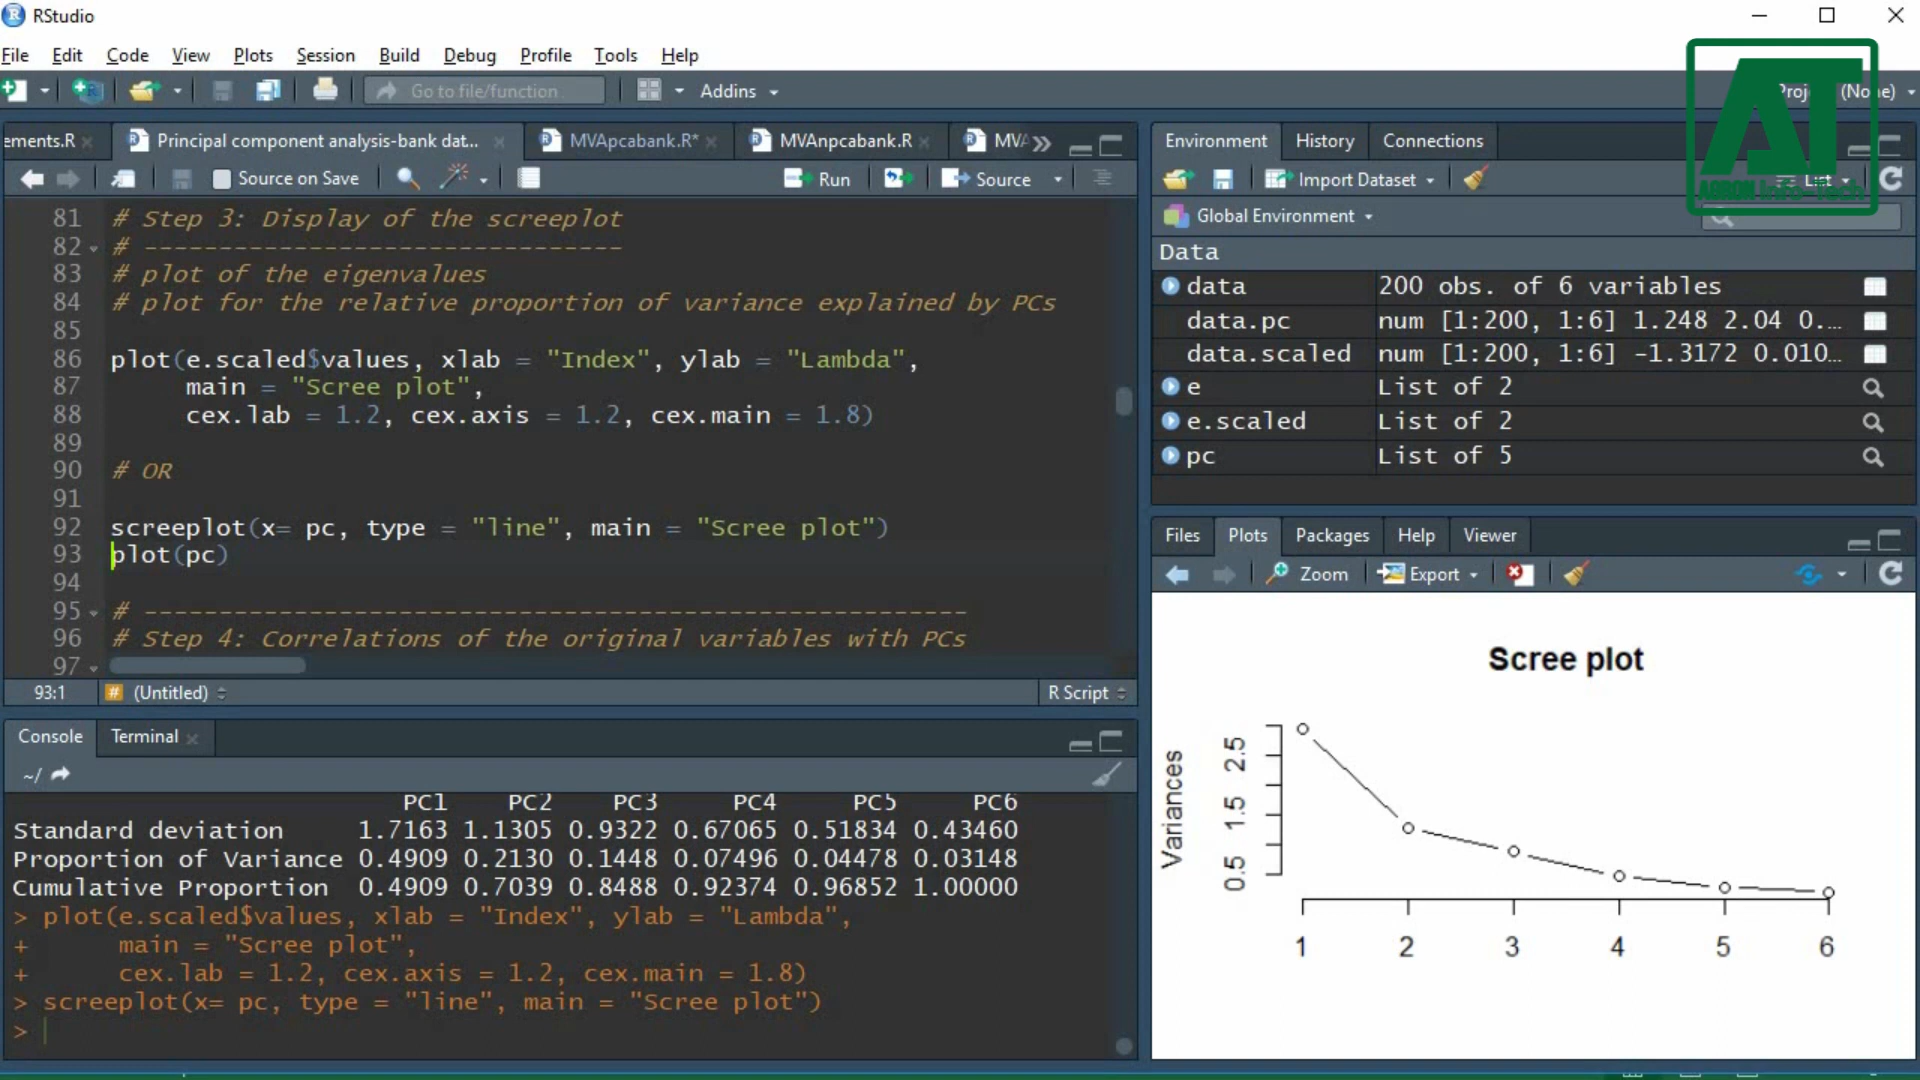 RStudio
File Edit Code View Plots Session Build Debug Profile Tools Help
Go to file/function Addins (None)
AT
ements.R Principal component analysis-bank dat... MVApcabank.R* MVAnpcabank.R
Source on Save Run Source
81 # Step 3: Display of the screeplot
82 # --------------------------------
83 # plot of the eigenvalues
84 # plot for the relative proportion of variance explained by PCs
85
86 plot(e.scaled$values, xlab = "Index", ylab = "Lambda",
87 main = "Scree plot",
88 cex.lab = 1.2, cex.axis = 1.2, cex.main = 1.8)
89
90 # OR
91
92 screeplot(x= pc, type = "line", main = "Scree plot")
93 plot(pc)
94
95 # -------------------------------------------------------
96 # Step 4: Correlations of the original variables with PCs
97
93:1 # (Untitled) R Script
Console Terminal
~/
PC1 PC2 PC3 PC4 PC5 PC6
Standard deviation 1.7163 1.1305 0.9322 0.67065 0.51834 0.43460
Proportion of Variance 0.4909 0.2130 0.1448 0.07496 0.04478 0.03148
Cumulative Proportion 0.4909 0.7039 0.8488 0.92374 0.96852 1.00000
> plot(e.scaled$values, xlab = "Index", ylab = "Lambda",
+ main = "Scree plot",
+ cex.lab = 1.2, cex.axis = 1.2, cex.main = 1.8)
> screeplot(x= pc, type = "line", main = "Scree plot")
>
Environment History Connections
Import Dataset List
Global Environment
Data
data 200 obs. of 6 variables
data.pc num [1:200, 1:6] 1.248 2.04 0...
data.scaled num [1:200, 1:6] -1.3172 0.010...
e List of 2
e.scaled List of 2
pc List of 5
Files Plots Packages Help Viewer
Zoom Export
Scree plot
Variances
2.5
1.5
0.5
1 2 3 4 5 6